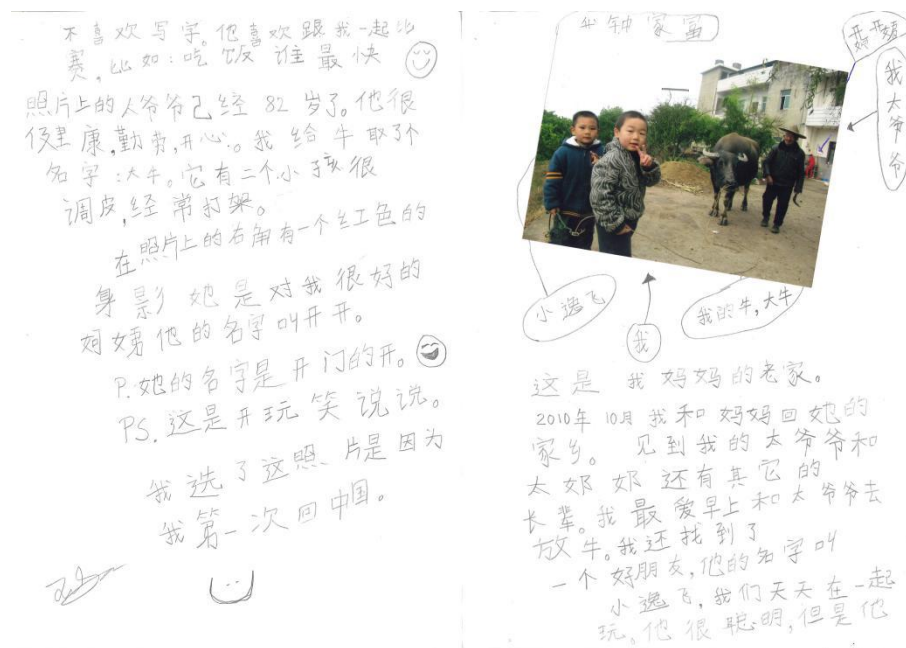 钟家富
我太爷爷
小逸飞
我
我的牛,大牛
这是 我妈妈的老家。
2010年 10月 我和妈妈回她的
家乡。 见到我的太爷爷和
太奶奶还有其它的
长辈。我最爱早上和太爷爷去
放牛。我还找到了
一个好朋友,他的名字叫
小逸飞,我们天天在一起
玩。他很聪明,但是他
不喜欢写字。他喜欢跟我一起比
赛,比如:吃饭谁最快
照片上的太爷爷已经 82 岁了。他很
健康,勤劳,开心。我给牛取了个
名字:大牛。它有二个小孩很
调皮,经常打架。
在照片上的右角有一个红色的
身影 她是对我很好的
他的名字叫开开。
P.她的名字是开门的开。
PS.这是开玩笑说说。
我选了这照片是因为
我第一次回中国。